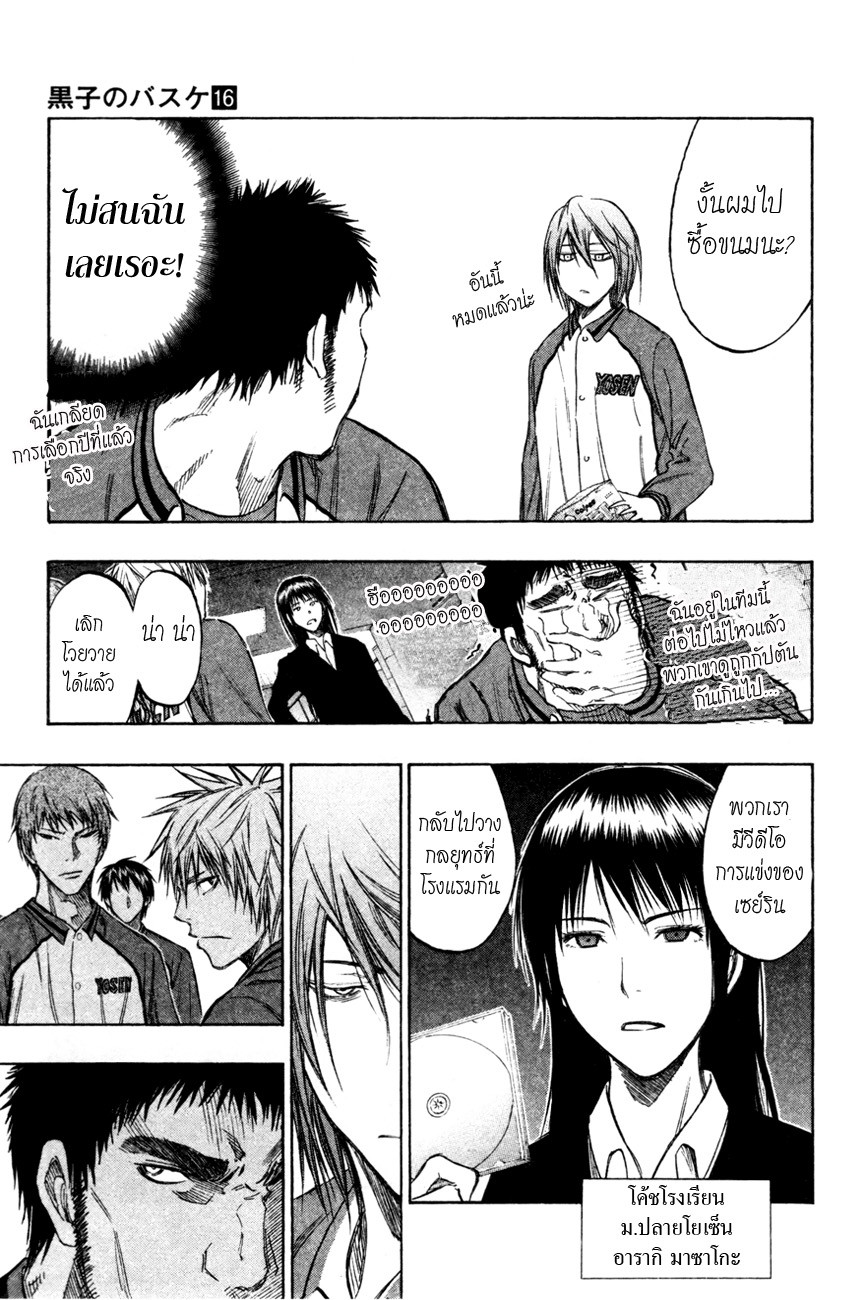 黒子のバスケ16
งั้นผมไป
ซื้อขนมนะ?
อันนี้
หมดแล้วน่ะ
YOSEN
ไม่สนฉัน
เลยเรอะ!
ฉันเกลียด
การเลือกปีที่แล้ว
จริง
ฉันอยู่ในทีมนี้
ต่อไปไม่ไหวแล้ว
พวกเขาดูถูกกัปตัน
กันเกินไป...
ฮืออออออออ่อ
ออออออออออ
น่า น่า
เลิก
โวยวาย
ได้แล้ว
พวกเรา
มีวีดีโอ
การแข่งของ
เซย์ริน
กลับไปวาง
กลยุทธ์ที่
โรงแรมกัน
YOSEN
โค้ชโรงเรียน
ม.ปลายโยเซ็น
อารากิ มาซาโกะ